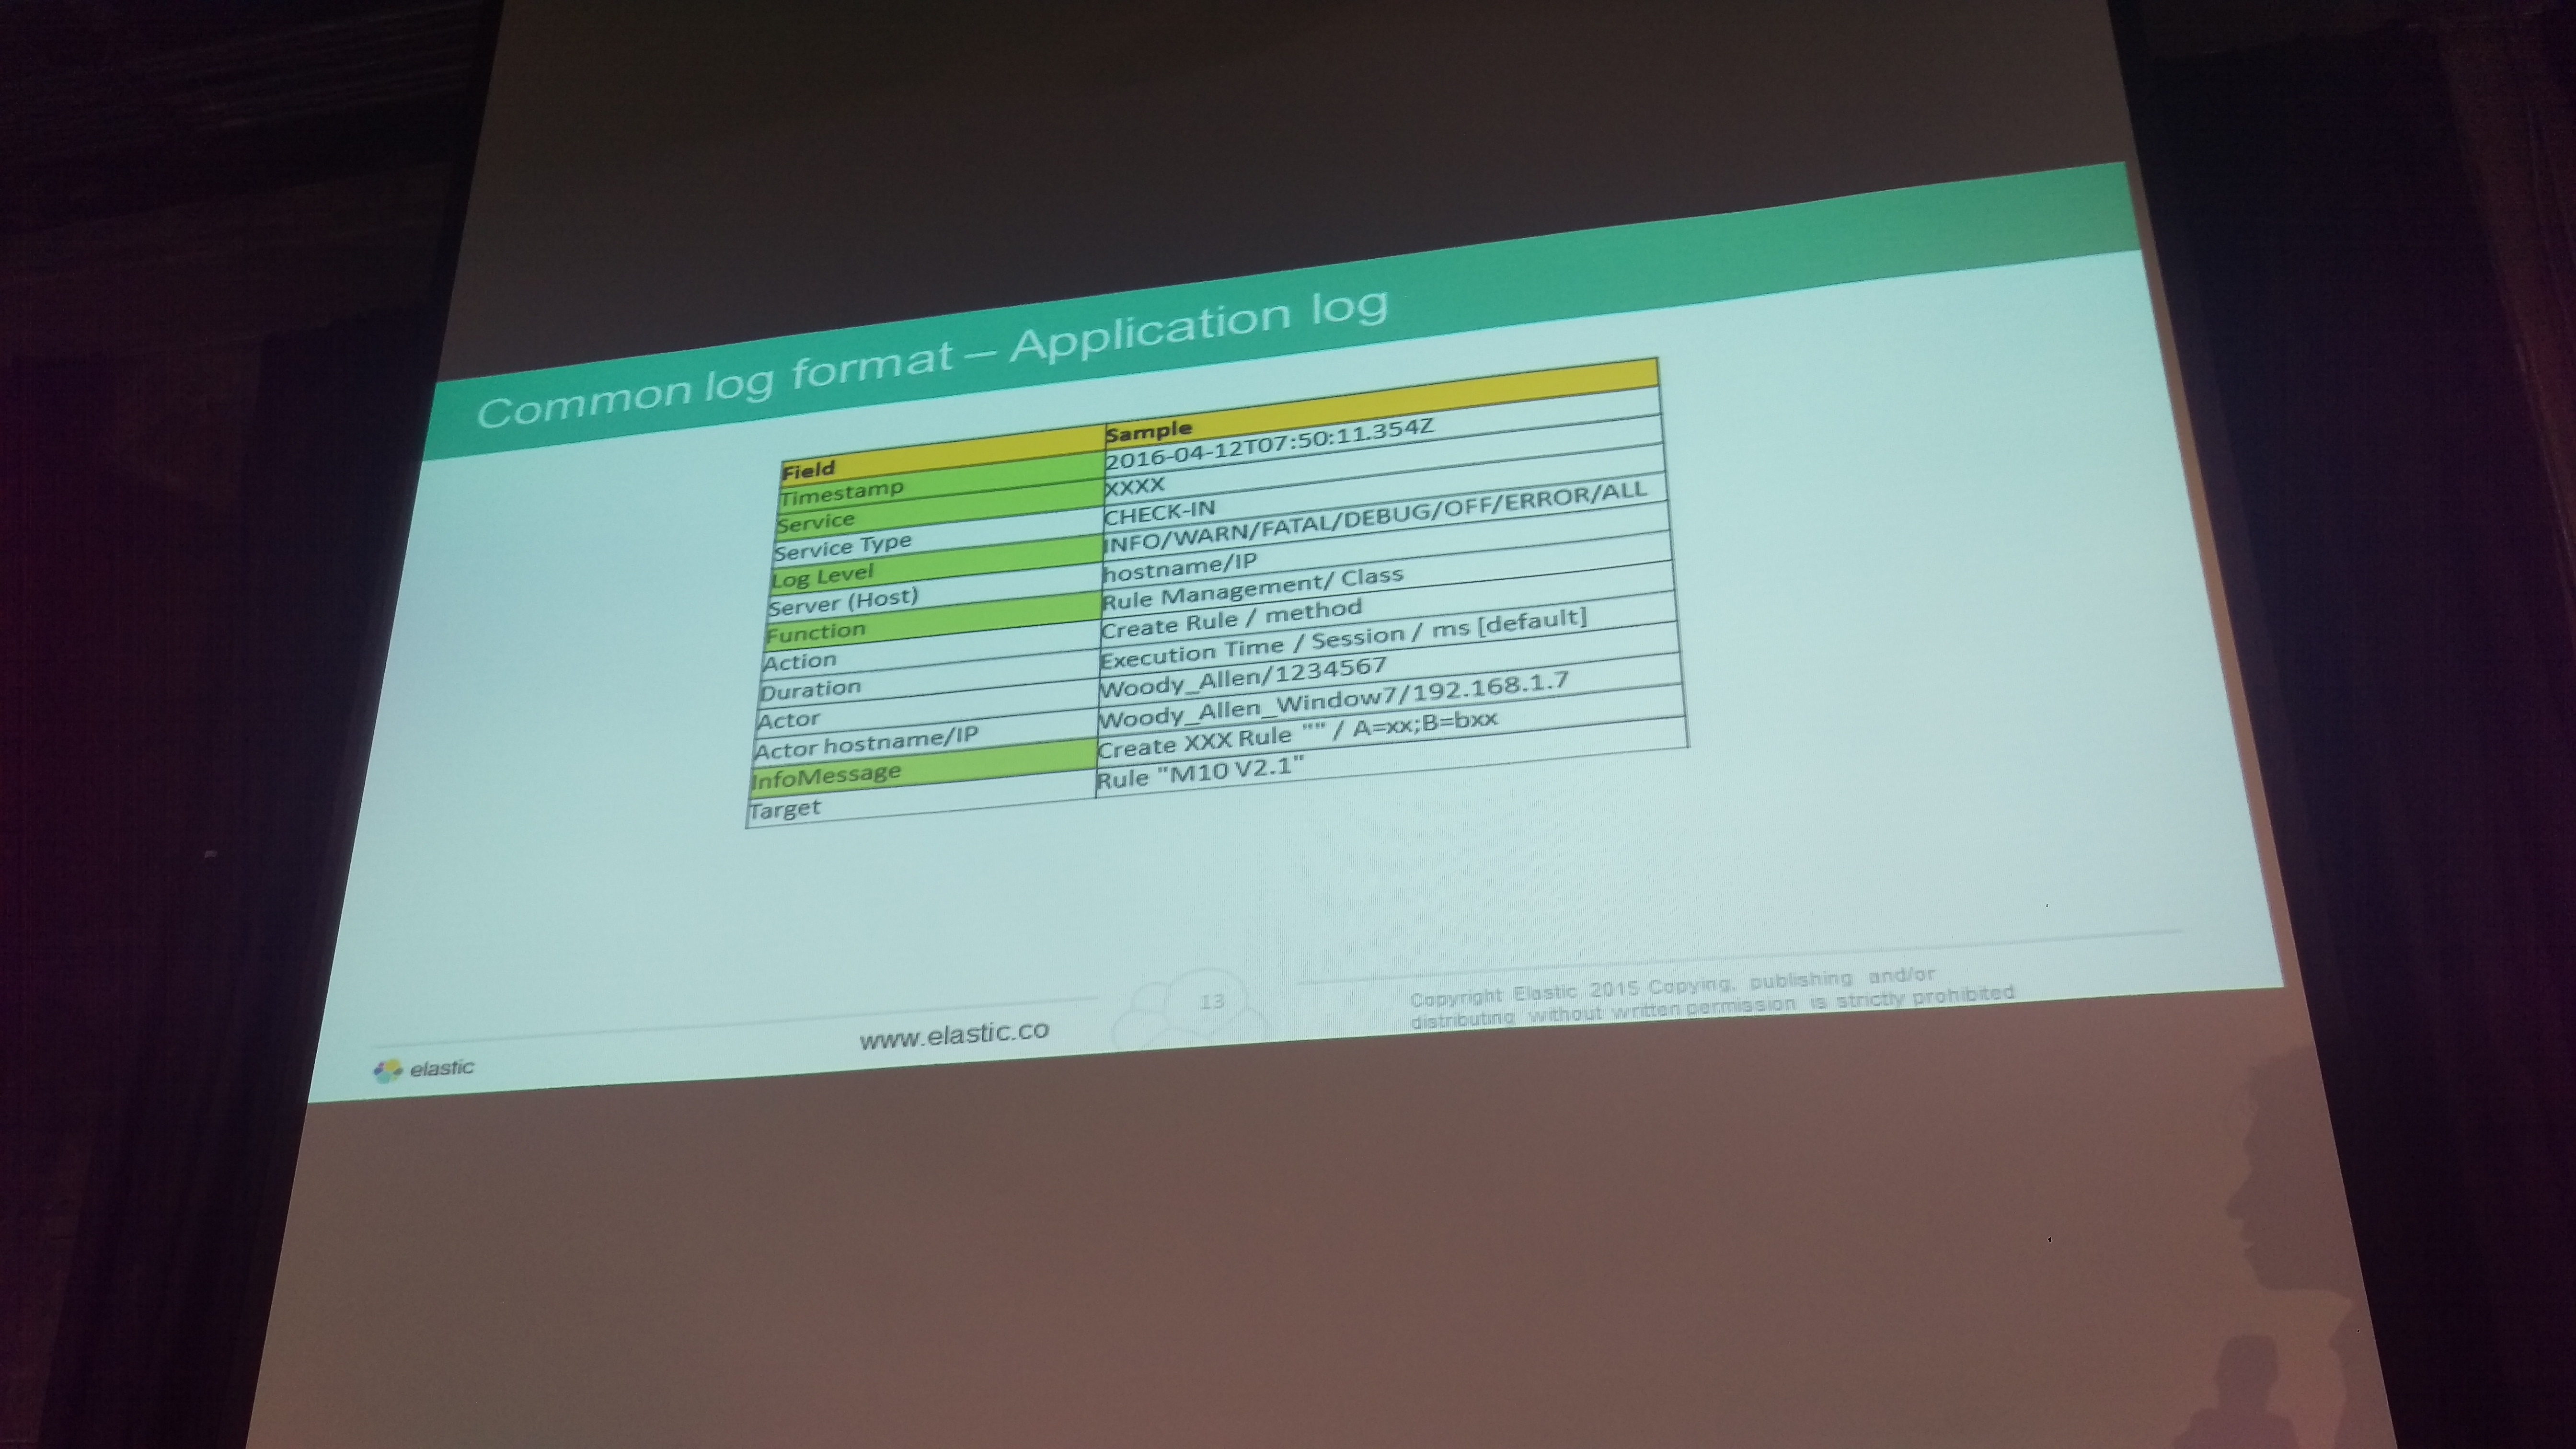 Common log format – Application log
Field Sample
Timestamp 2016-04-12T07:50:11.354Z
Service XXXX
Service Type CHECK-IN
Log Level INFO/WARN/FATAL/DEBUG/OFF/ERROR/ALL
Server (Host) hostname/IP
Function Rule Management/ Class
Action Create Rule / method
Duration Execution Time / Session / ms [default]
Actor Woody_Allen/1234567
Actor hostname/IP Woody_Allen_Window7/192.168.1.7
InfoMessage Create XXX Rule "" / A=xx;B=bxx
Target Rule "M10 V2.1"
elastic
www.elastic.co
13
Copyright Elastic 2015 Copying, publishing and/or
distributing without written permission is strictly prohibited